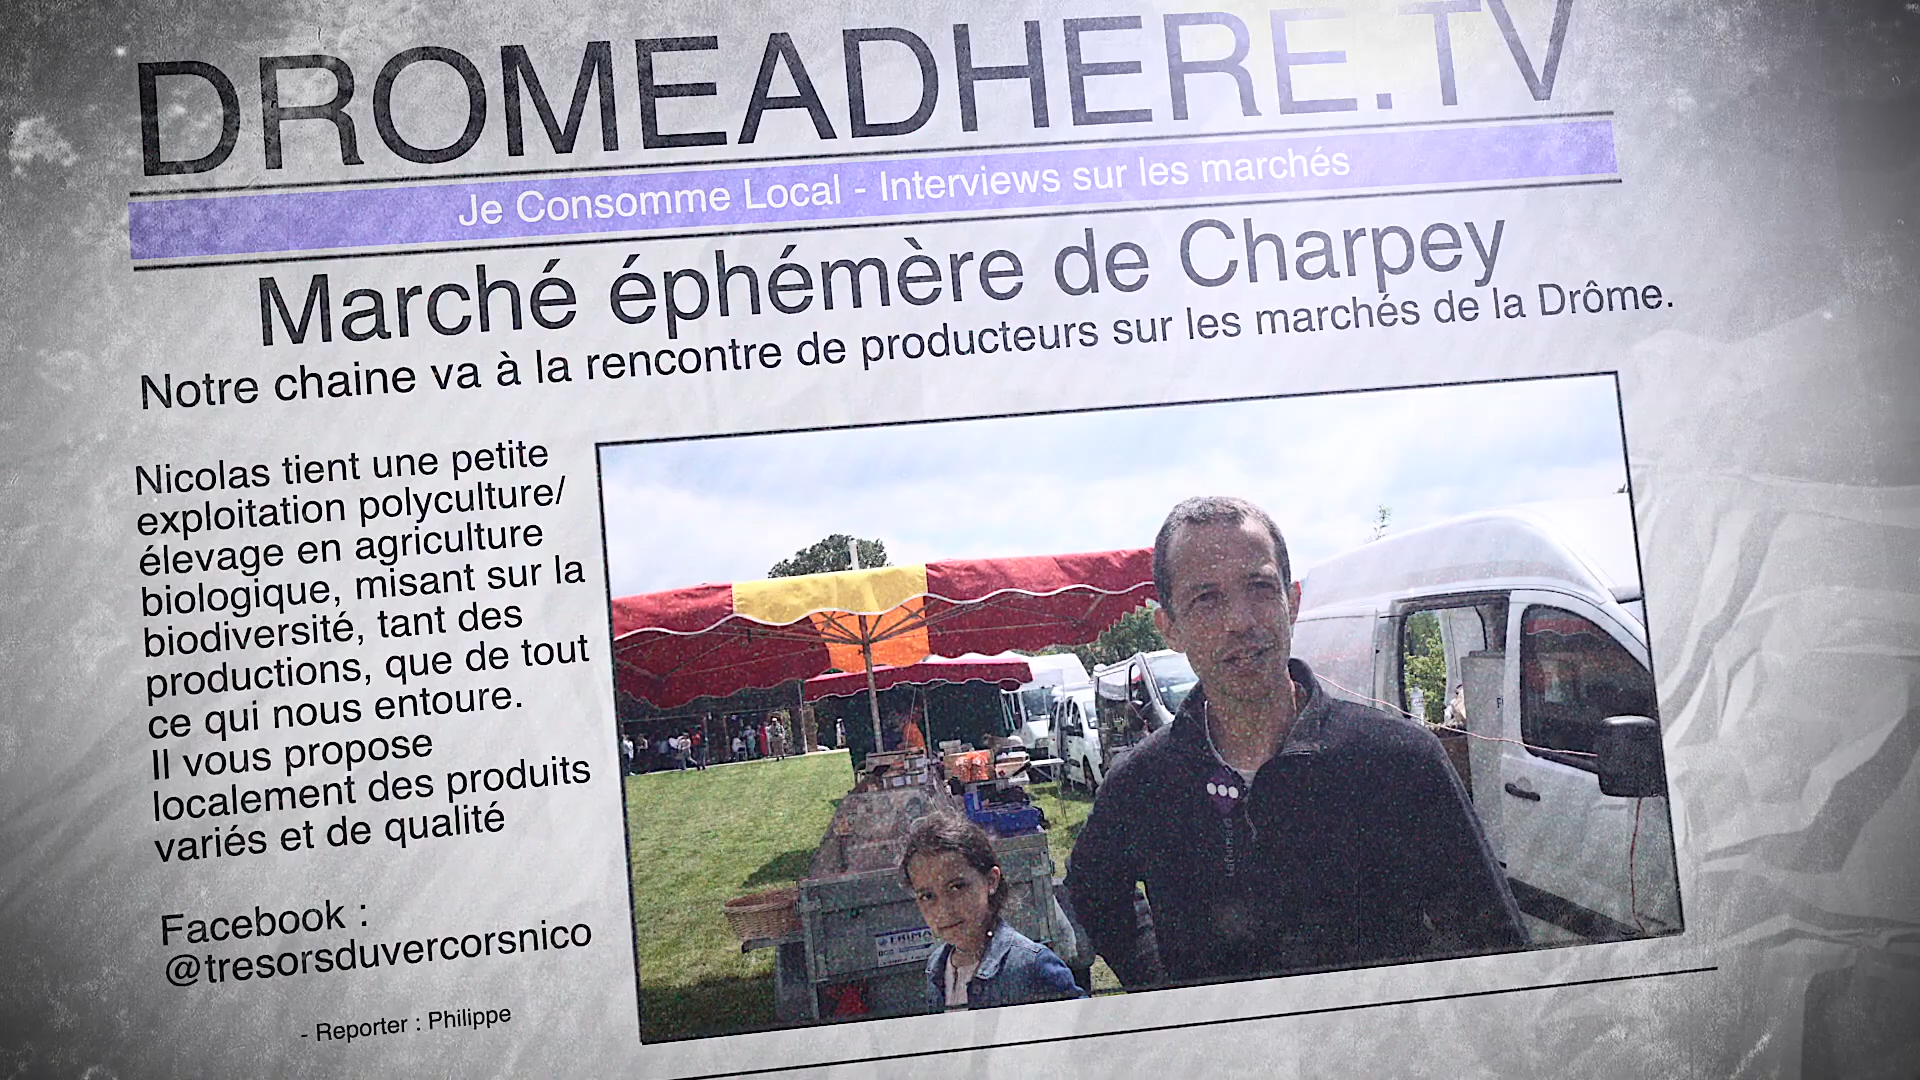 DROMEADHERE.TV
Je Consomme Local - Interviews sur les marchés
Marché éphémère de Charpey
Notre chaine va à la rencontre de producteurs sur les marchés de la Drôme.
Nicolas tient une petite
exploitation polyculture/
élevage en agriculture
biologique, misant sur la
biodiversité, tant des
productions, que de tout
ce qui nous entoure.
Il vous propose
localement des produits
variés et de qualité
Facebook :
@tresorsduvercorsnico
- Reporter : Philippe
lafuma